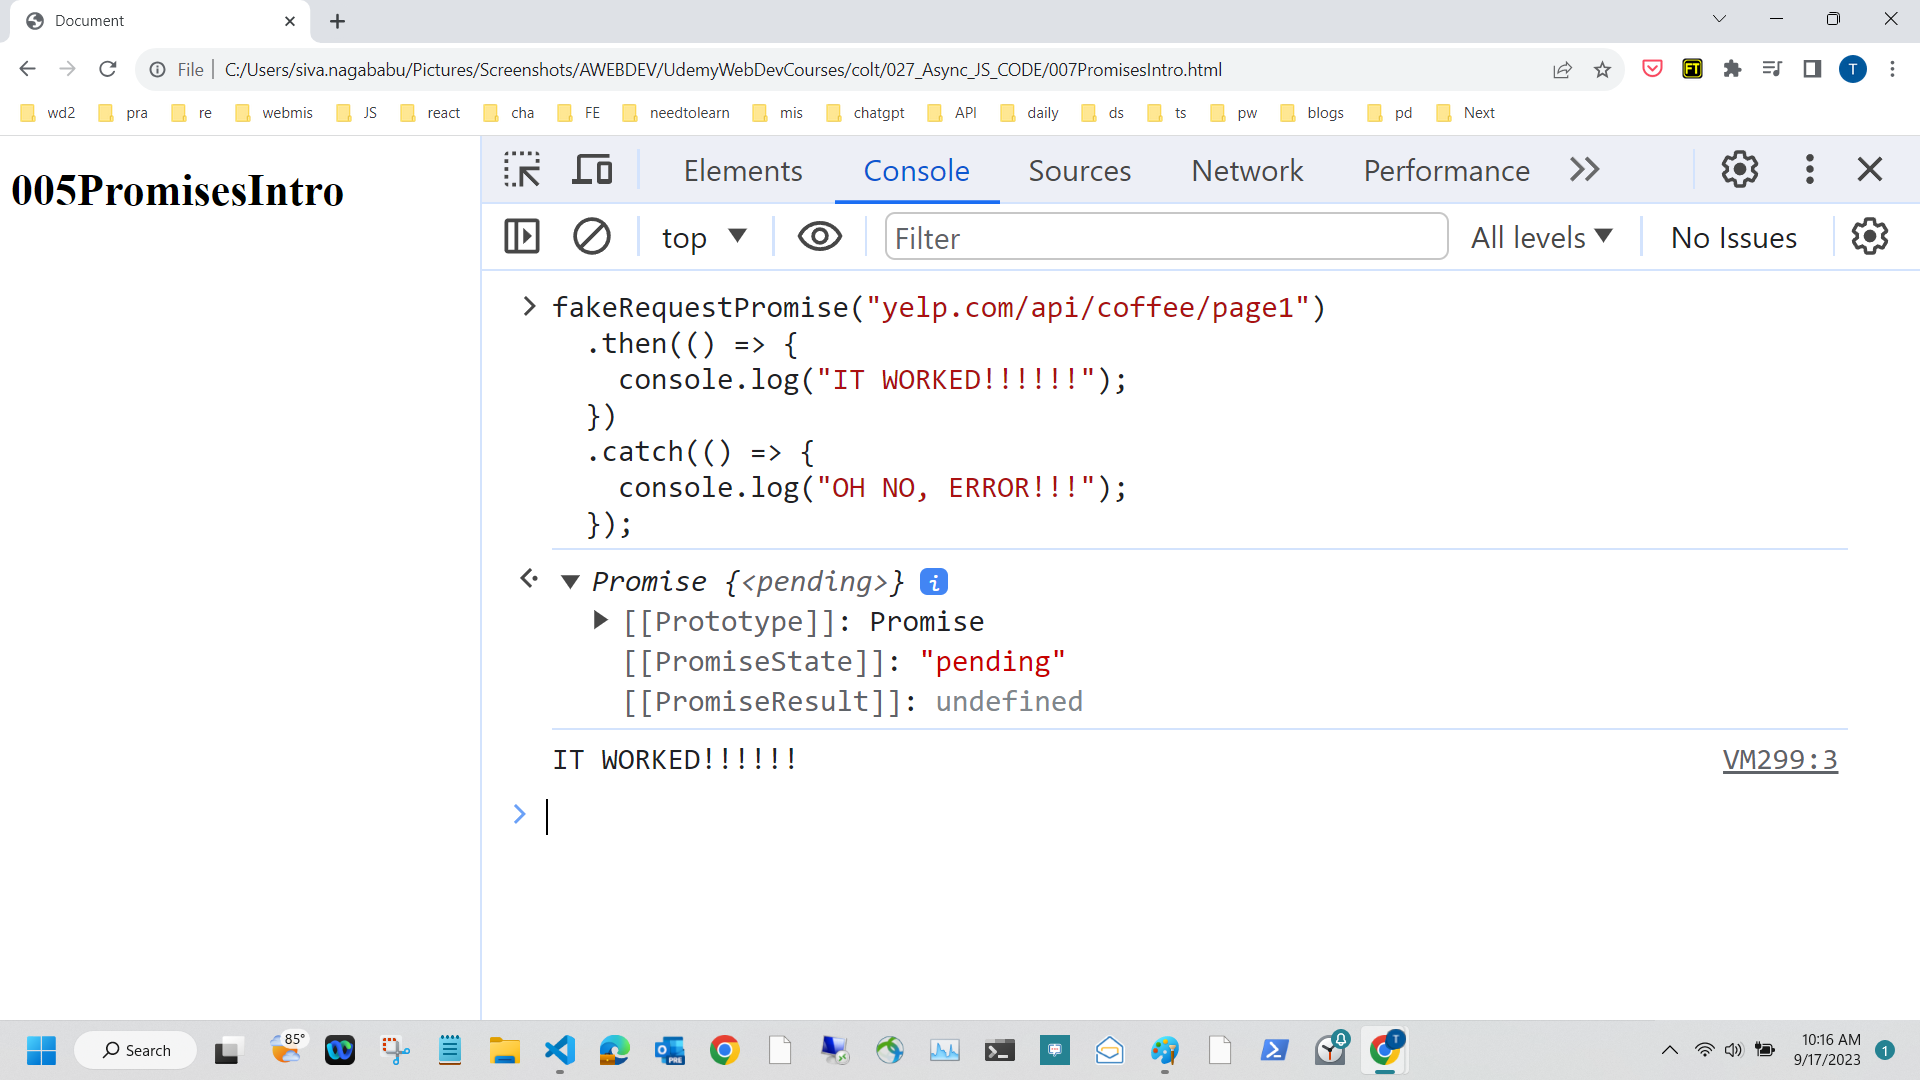 Document
File
C:/Users/siva.nagababu/Pictures/Screenshots/AWEBDEV/UdemyWebDevCourses/colt/027_Async_JS_CODE/007PromisesIntro.html
FT
T
wd2 pra re webmis JS react cha FE needtolearn mis chatgpt API daily ds ts pw blogs pd Next
005PromisesIntro
Elements Console Sources Network Performance
top Filter All levels No Issues
fakeRequestPromise("yelp.com/api/coffee/page1")
.then(() => {
console.log("IT WORKED!!!!!!");
})
.catch(() => {
console.log("OH NO, ERROR!!!");
});
Promise {<pending>} i
[[Prototype]]: Promise
[[PromiseState]]: "pending"
[[PromiseResult]]: undefined
IT WORKED!!!!!! VM299:3
Search
85°
PRE
T
10:16 AM
9/17/2023
1